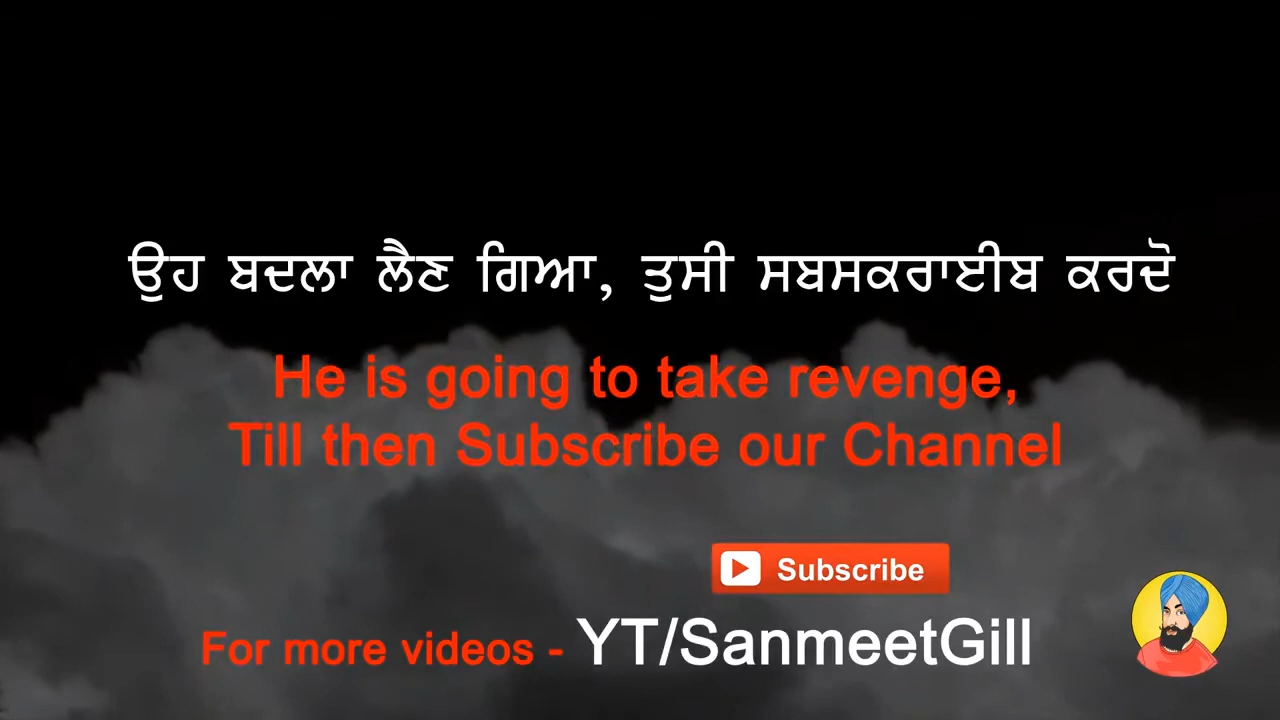 ਉਹ ਬਦਲਾ ਲੈਣ ਗਿਆ, ਤੁਸੀ ਸਬਸਕਰਾਈਬ ਕਰਦੋ
He is going to take revenge,
Till then Subscribe our Channel
Subscribe
For more videos - YT/SanmeetGill